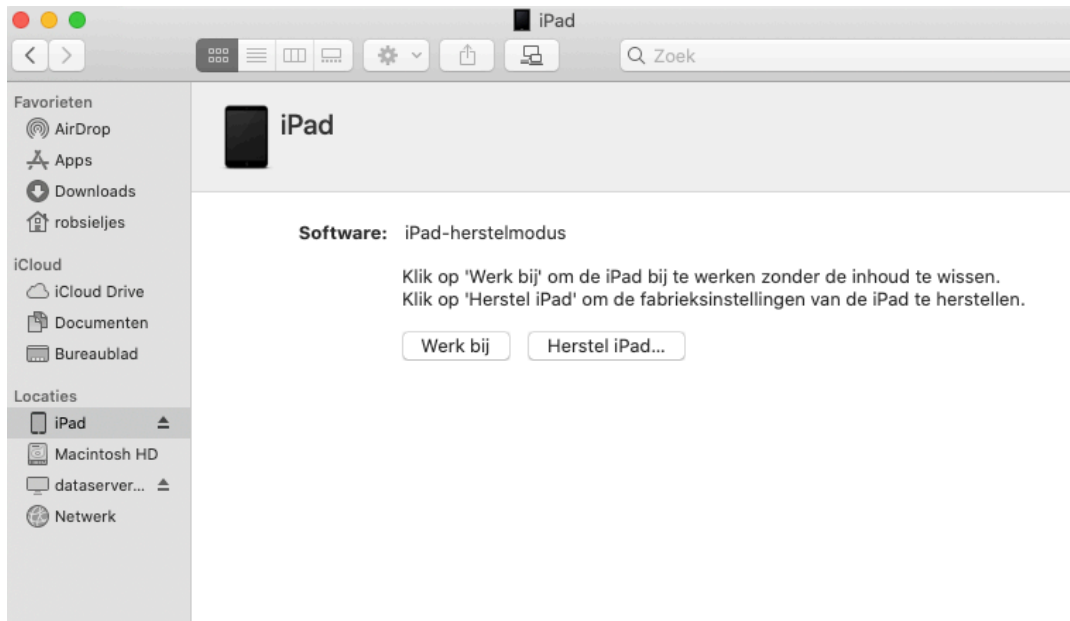 iPad
Zoek
Favorieten
AirDrop
Apps
Downloads
robsieljes
iCloud
iCloud Drive
Documenten
Bureaublad
Locaties
iPad
Macintosh HD
dataserver...
Netwerk
iPad
Software: iPad-herstelmodus
Klik op 'Werk bij' om de iPad bij te werken zonder de inhoud te wissen.
Klik op 'Herstel iPad' om de fabrieksinstellingen van de iPad te herstellen.
Werk bij Herstel iPad...